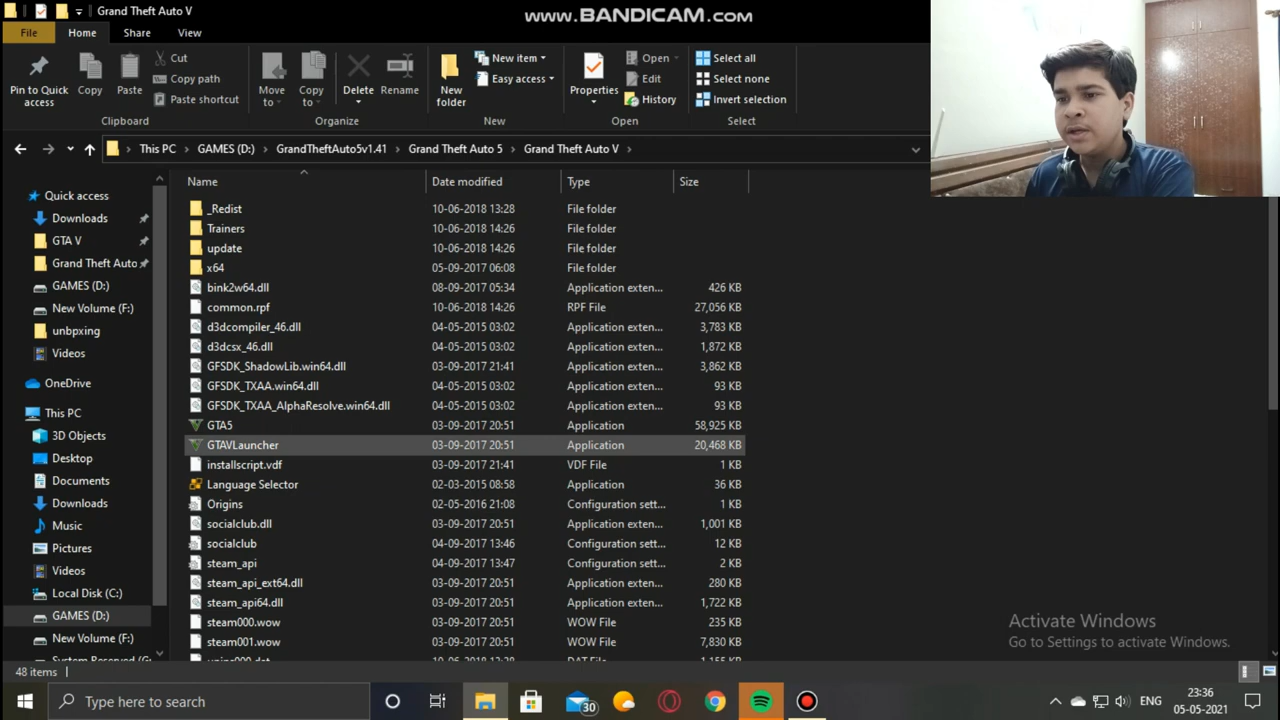 Grand Theft Auto V
www.BANDICAM.com
File Home Share View
Pin to Quick access
Copy
Paste
Cut
Copy path
Paste shortcut
Clipboard
Move to
Copy to
Delete
Rename
Organize
New folder
New item
Easy access
New
Properties
Open
Edit
History
Open
Select all
Select none
Invert selection
Select
This PC > GAMES (D:) > GrandTheftAuto5v1.41 > Grand Theft Auto 5 > Grand Theft Auto V >
Quick access
Downloads
GTA V
Grand Theft Auto
GAMES (D:)
New Volume (F:)
unbpxing
Videos
OneDrive
This PC
3D Objects
Desktop
Documents
Downloads
Music
Pictures
Videos
Local Disk (C:)
GAMES (D:)
New Volume (F:)
Name Date modified Type Size
_Redist 10-06-2018 13:28 File folder
Trainers 10-06-2018 14:26 File folder
update 10-06-2018 14:26 File folder
x64 05-09-2017 06:08 File folder
bink2w64.dll 08-09-2017 05:34 Application exten... 426 KB
common.rpf 10-06-2018 14:26 RPF File 27,056 KB
d3dcompiler_46.dll 04-05-2015 03:02 Application exten... 3,783 KB
d3dcsx_46.dll 04-05-2015 03:02 Application exten... 1,872 KB
GFSDK_ShadowLib.win64.dll 03-09-2017 21:41 Application exten... 3,862 KB
GFSDK_TXAA.win64.dll 04-05-2015 03:02 Application exten... 93 KB
GFSDK_TXAA_AlphaResolve.win64.dll 04-05-2015 03:02 Application exten... 93 KB
GTA5 03-09-2017 20:51 Application 58,925 KB
GTAVLauncher 03-09-2017 20:51 Application 20,468 KB
installscript.vdf 03-09-2017 21:41 VDF File 1 KB
Language Selector 02-03-2015 08:58 Application 36 KB
Origins 02-05-2016 21:08 Configuration sett... 1 KB
socialclub.dll 03-09-2017 20:51 Application exten... 1,001 KB
socialclub 04-09-2017 13:46 Configuration sett... 12 KB
steam_api 04-09-2017 13:47 Configuration sett... 2 KB
steam_api_ext64.dll 03-09-2017 20:51 Application exten... 280 KB
steam_api64.dll 03-09-2017 20:51 Application exten... 1,722 KB
steam000.wow 03-09-2017 20:51 WOW File 235 KB
steam001.wow 03-09-2017 20:51 WOW File 7,830 KB
Activate Windows
Go to Settings to activate Windows.
48 items
Type here to search
30
ENG
23:36
05-05-2021